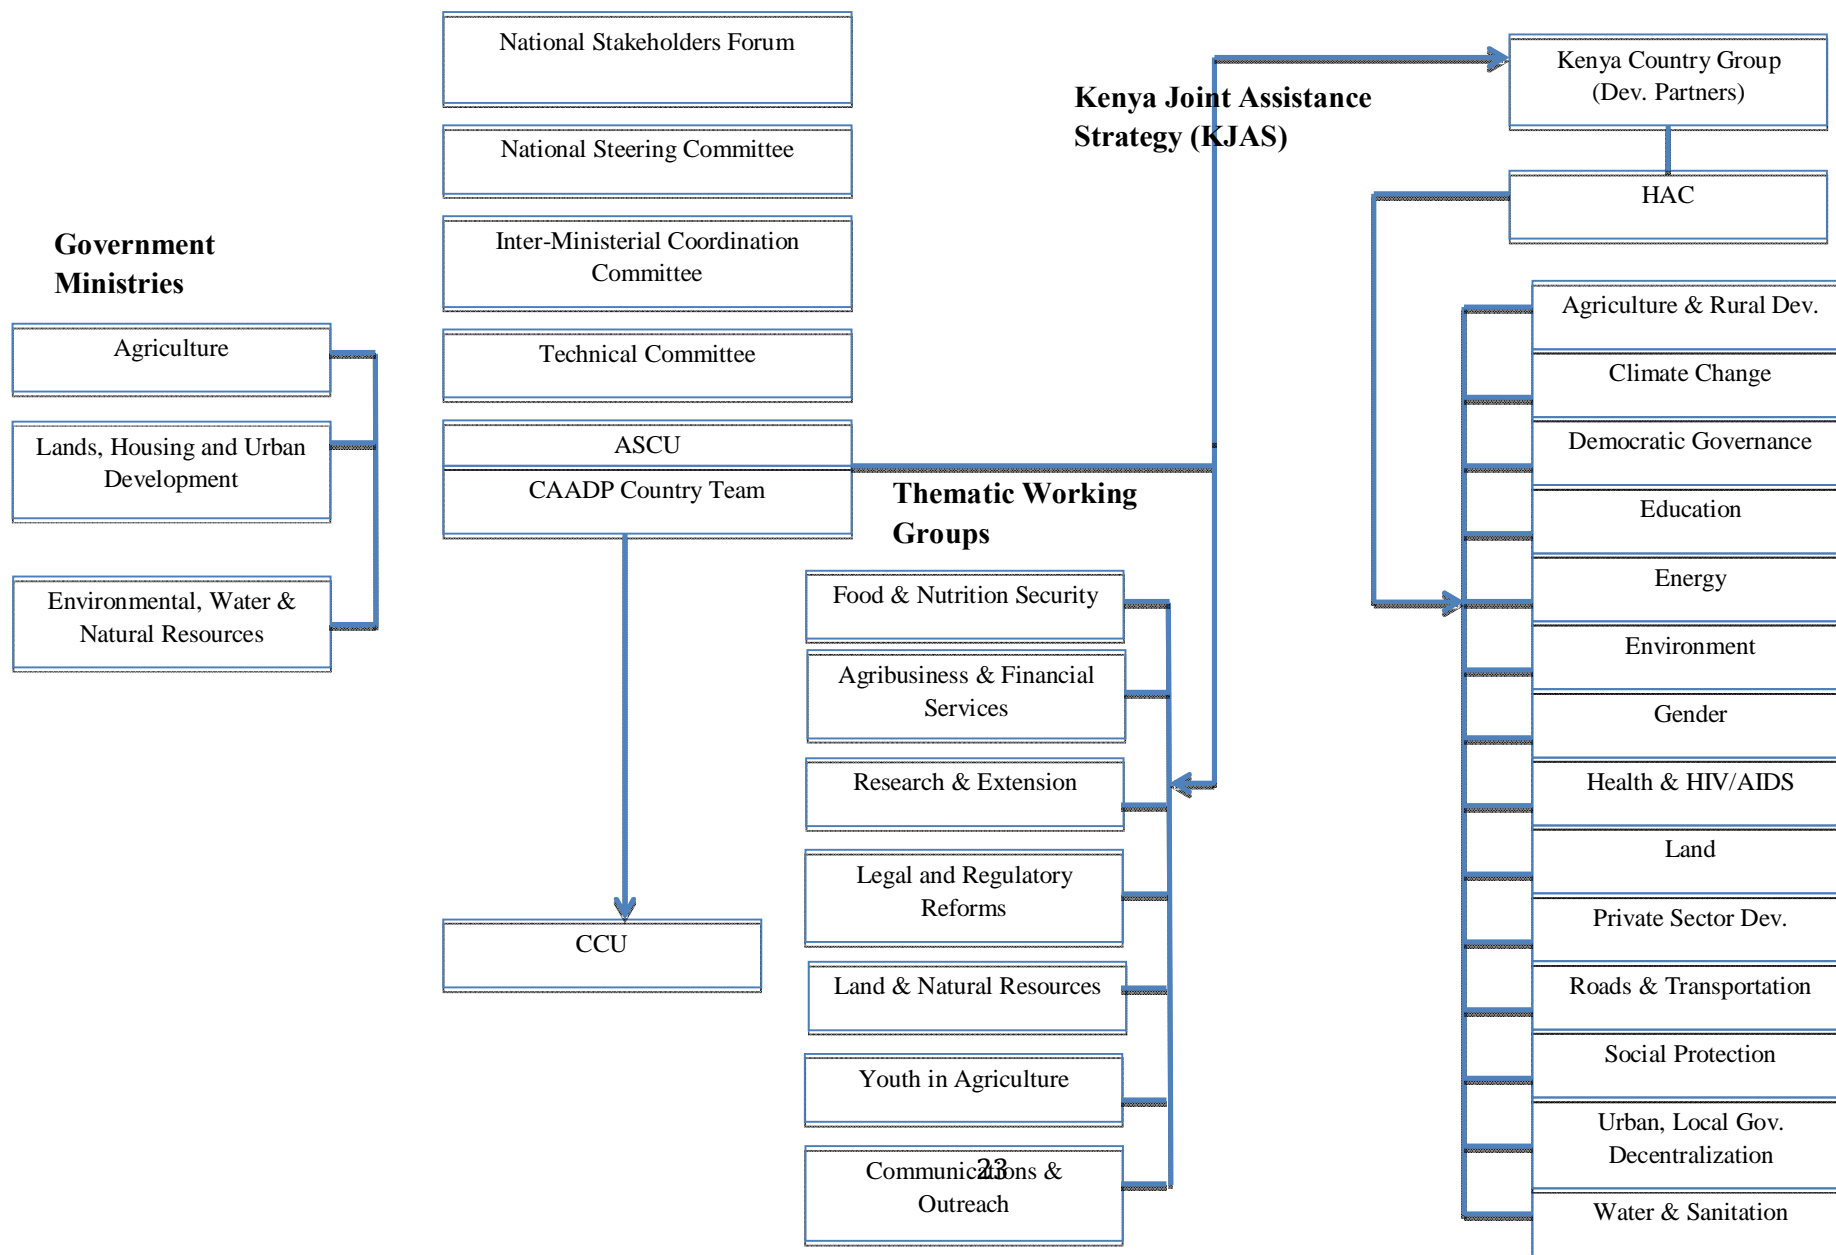 National Stakeholders Forum
National Steering Committee
Inter-Ministerial Coordination
Committee
Technical Committee
ASCU
CAADP Country Team
CCU
Government
Ministries
Agriculture
Lands, Housing and Urban
Development
Environmental, Water &
Natural Resources
Thematic Working
Groups
Food & Nutrition Security
Agribusiness & Financial
Services
Research & Extension
Legal and Regulatory
Reforms
Land & Natural Resources
Youth in Agriculture
Communications &
Outreach
23
Kenya Joint Assistance
Strategy (KJAS)
Kenya Country Group
(Dev. Partners)
HAC
Agriculture & Rural Dev.
Climate Change
Democratic Governance
Education
Energy
Environment
Gender
Health & HIV/AIDS
Land
Private Sector Dev.
Roads & Transportation
Social Protection
Urban, Local Gov.
Decentralization
Water & Sanitation